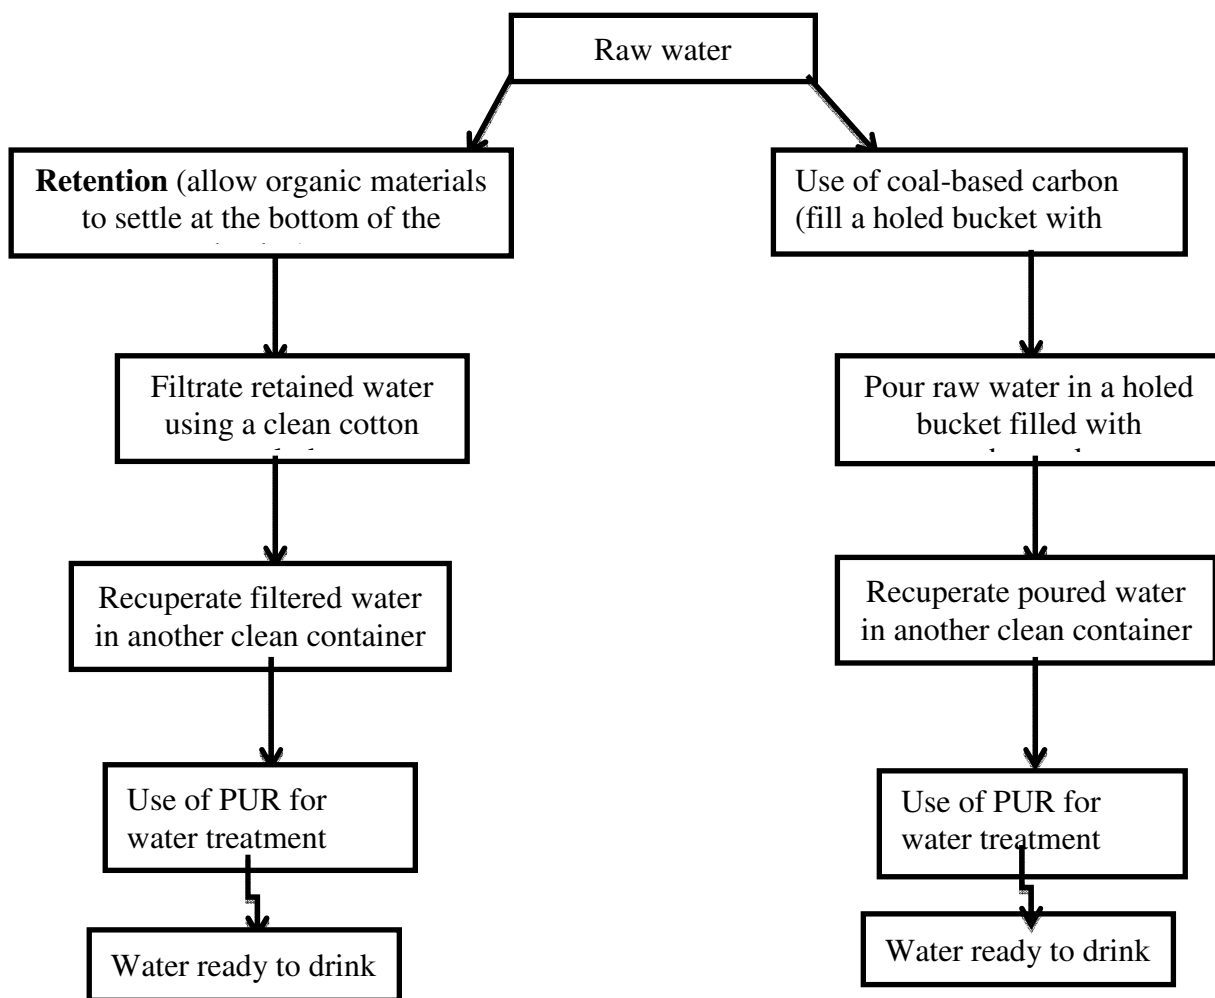 Raw water
Retention (allow organic materials
to settle at the bottom of the
Use of coal-based carbon
(fill a holed bucket with
Filtrate retained water
using a clean cotton
Pour raw water in a holed
bucket filled with
Recuperate filtered water
in another clean container
Recuperate poured water
in another clean container
Use of PUR for
water treatment
Use of PUR for
water treatment
Water ready to drink
Water ready to drink